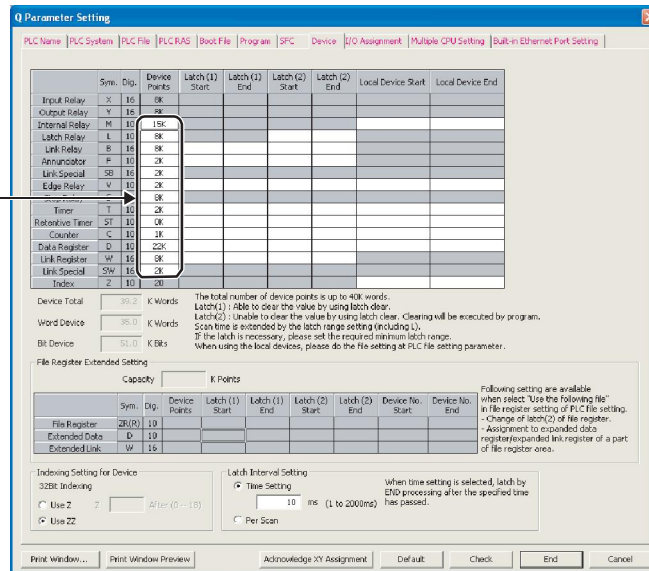 Q Parameter Setting
PLC Name PLC System PLC File PLC RAS Boot File Program SFC Device I/O Assignment Multiple CPU Setting Built-in Ethernet Port Setting
Sym. Dig. Device Points Latch (1) Start Latch (1) End Latch (2) Start Latch (2) End Local Device Start Local Device End
Input Relay X 16 8K
Output Relay Y 16 8K
Internal Relay M 10 15K
Latch Relay L 10 8K
Link Relay B 16 8K
Annunciator F 10 2K
Link Special SB 16 2K
Edge Relay V 10 2K
8K
Timer T 10 2K
Retentive Timer ST 10 0K
Counter C 10 1K
Data Register D 10 22K
Link Register W 16 8K
Link Special SW 16 2K
Index Z 10 20
Device Total 39.2 K Words
Word Device 36.0 K Words
Bit Device 51.0 K Bits
The total number of device points is up to 40K words.
Latch(1) : Able to clear the value by using latch clear.
Latch(2) : Unable to clear the value by using latch clear. Clearing will be executed by program.
Scan time is extended by the latch range setting (including L).
If the latch is necessary, please set the required minimum latch range.
When using the local devices, please do the file setting at PLC file setting parameter.
File Register Extended Setting
Capacity K Points
Sym. Dig. Device Points Latch (1) Start Latch (1) End Latch (2) Start Latch (2) End Device No. Start Device No. End
File Register ZR(R) 10
Extended Data D 10
Extended Link W 16
Following setting are available
when select "Use the following file"
in file register setting of PLC file setting.
- Change of latch(2) of file register.
- Assignment to expanded data
register/expanded link register of a part
of file register area.
Indexing Setting for Device
32Bit Indexing
Use Z Z After (0 -- 18)
Use ZZ
Latch Interval Setting
Time Setting
10 ms (1 to 2000ms)
Per Scan
When time setting is selected, latch by
END processing after the specified time
has passed.
Print Window... Print Window Preview Acknowledge XY Assignment Default Check End Cancel